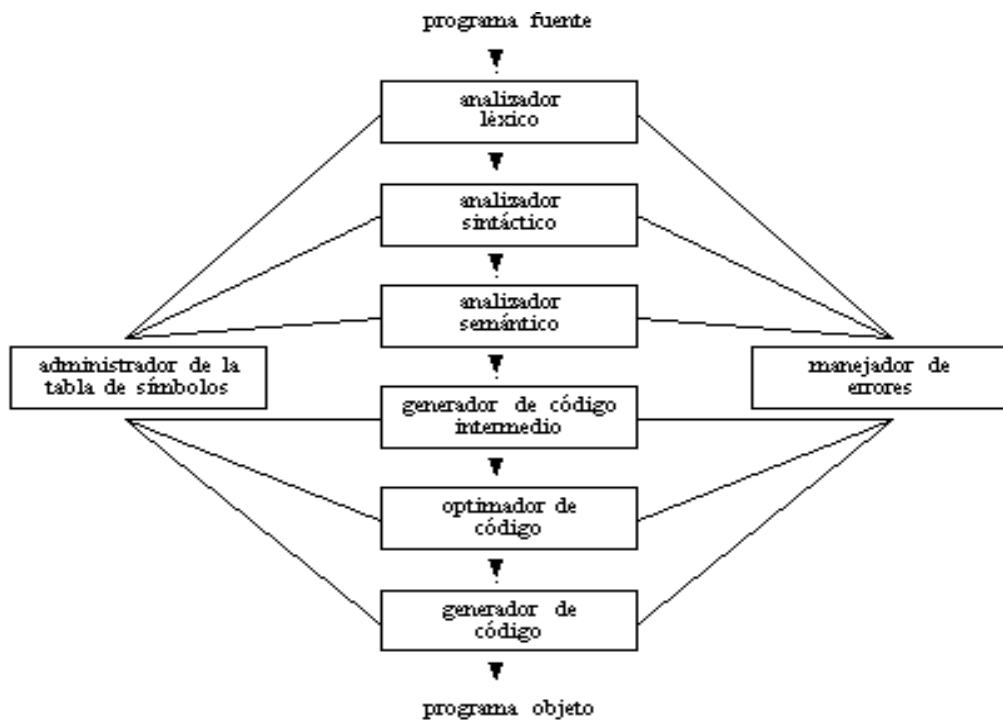 programa fuente
analizador
léxico
analizador
sintáctico
analizador
semántico
administrador de la
tabla de símbolos
manejador de
errores
generador de código
intermedio
optimador de
código
generador de
código
programa objeto